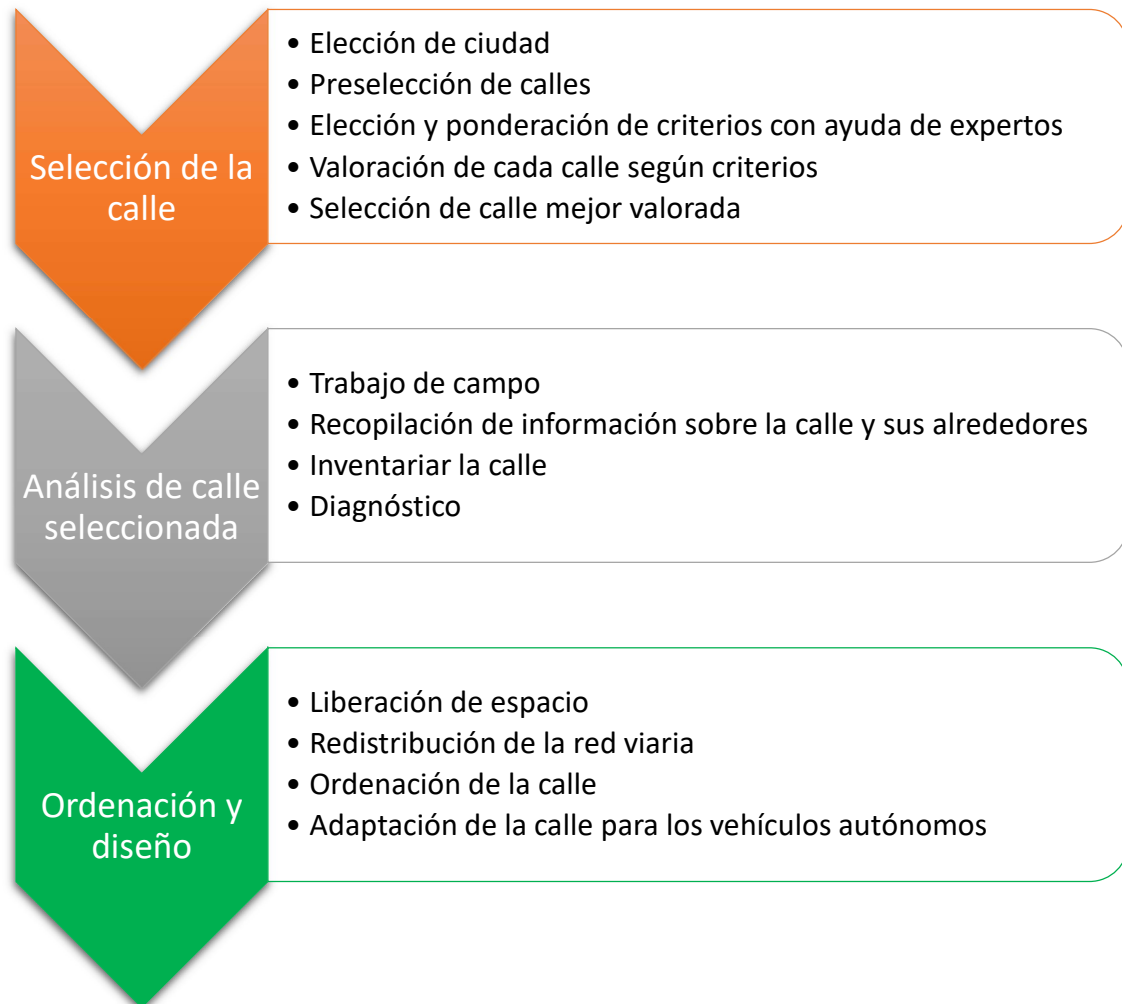 Selección de la
calle
• Elección de ciudad
• Preselección de calles
• Elección y ponderación de criterios con ayuda de expertos
• Valoración de cada calle según criterios
• Selección de calle mejor valorada
Análisis de calle
seleccionada
• Trabajo de campo
• Recopilación de información sobre la calle y sus alrededores
• Inventariar la calle
• Diagnóstico
Ordenación y
diseño
• Liberación de espacio
• Redistribución de la red viaria
• Ordenación de la calle
• Adaptación de la calle para los vehículos autónomos